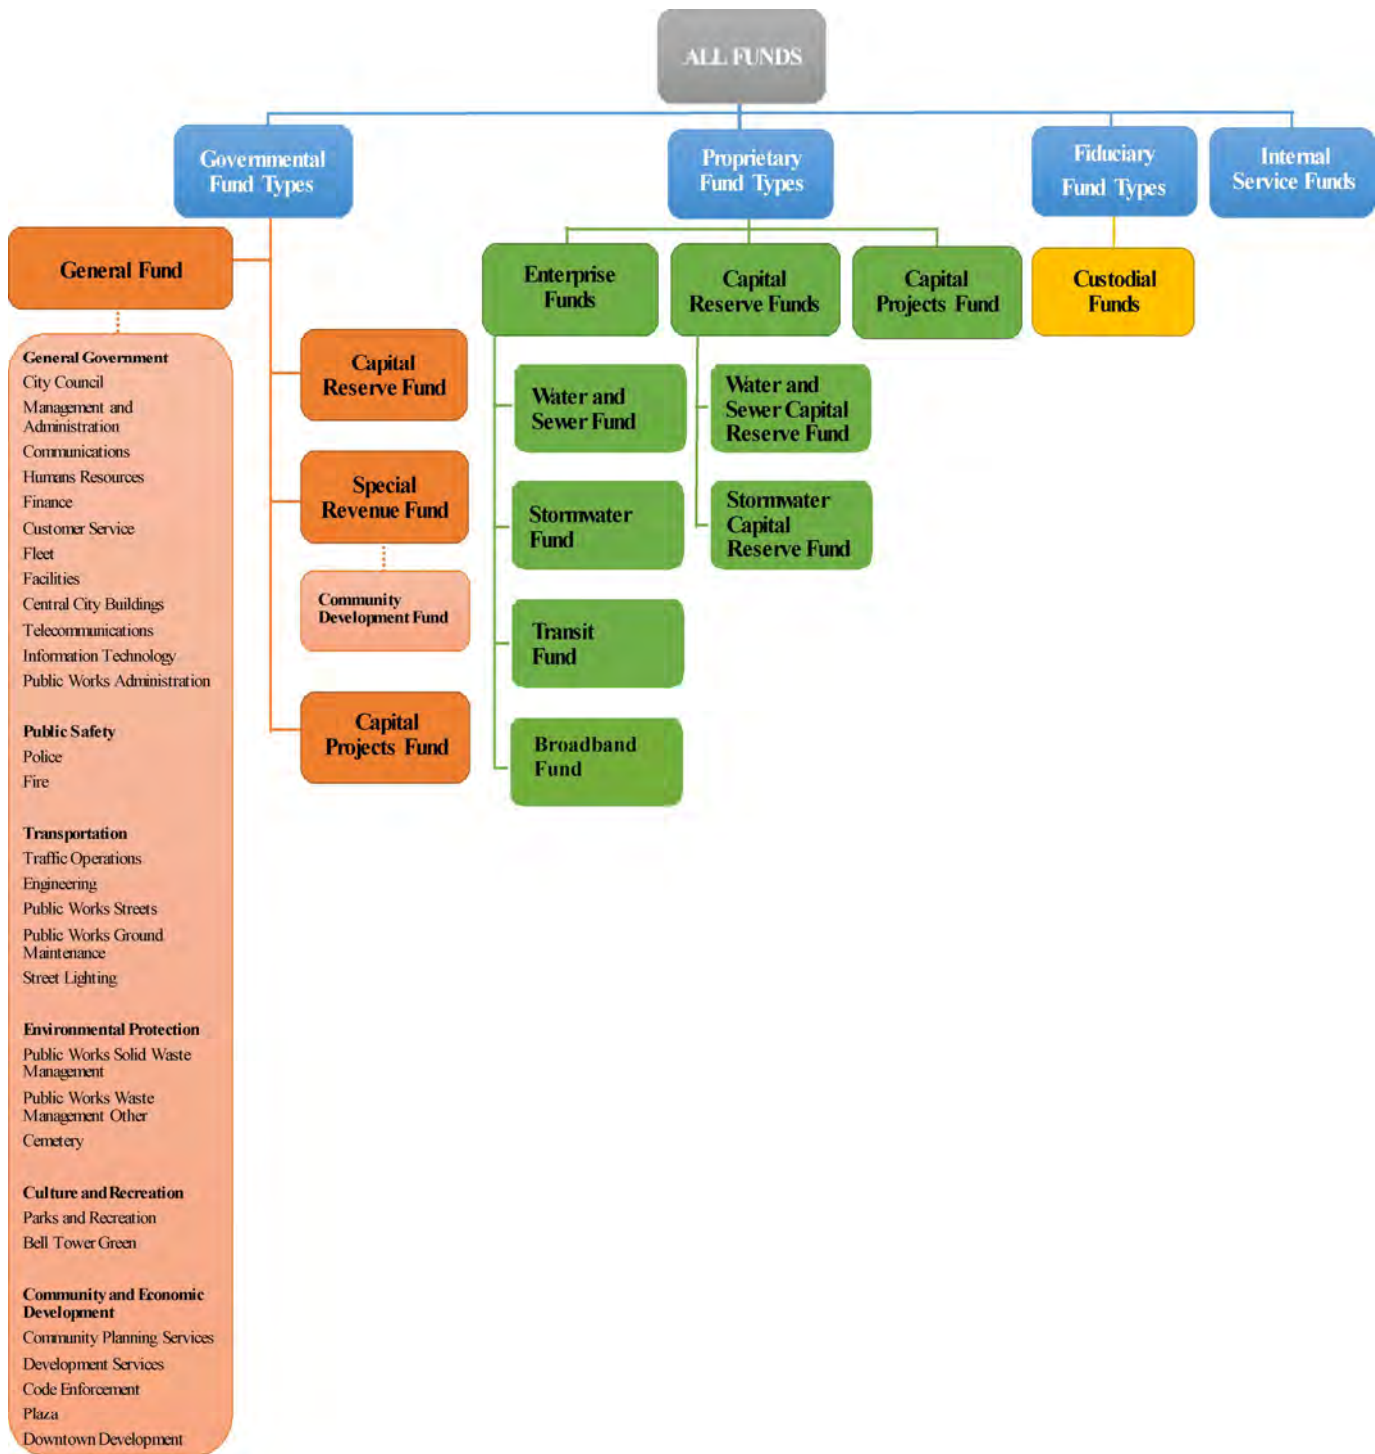 ALL FUNDS
Governmental
Fund Types
Proprietary
Fund Types
Fiduciary
Fund Types
Internal
Service Funds
General Fund
General Government
City Council
Management and
Administration
Communications
Humans Resources
Finance
Customer Service
Fleet
Facilities
Central City Buildings
Telecommunications
Information Technology
Public Works Administration
Public Safety
Police
Fire
Transportation
Traffic Operations
Engineering
Public Works Streets
Public Works Ground
Maintenance
Street Lighting
Environmental Protection
Public Works Solid Waste
Management
Public Works Waste
Management Other
Cemetery
Culture and Recreation
Parks and Recreation
Bell Tower Green
Community and Economic
Development
Community Planning Services
Development Services
Code Enforcement
Plaza
Downtown Development
Capital
Reserve Fund
Special
Revenue Fund
Community
Development Fund
Capital
Projects Fund
Enterprise
Funds
Water and
Sewer Fund
Stormwater
Fund
Transit
Fund
Broadband
Fund
Capital
Reserve Funds
Water and
Sewer Capital
Reserve Fund
Stormwater
Capital
Reserve Fund
Capital
Projects Fund
Custodial
Funds